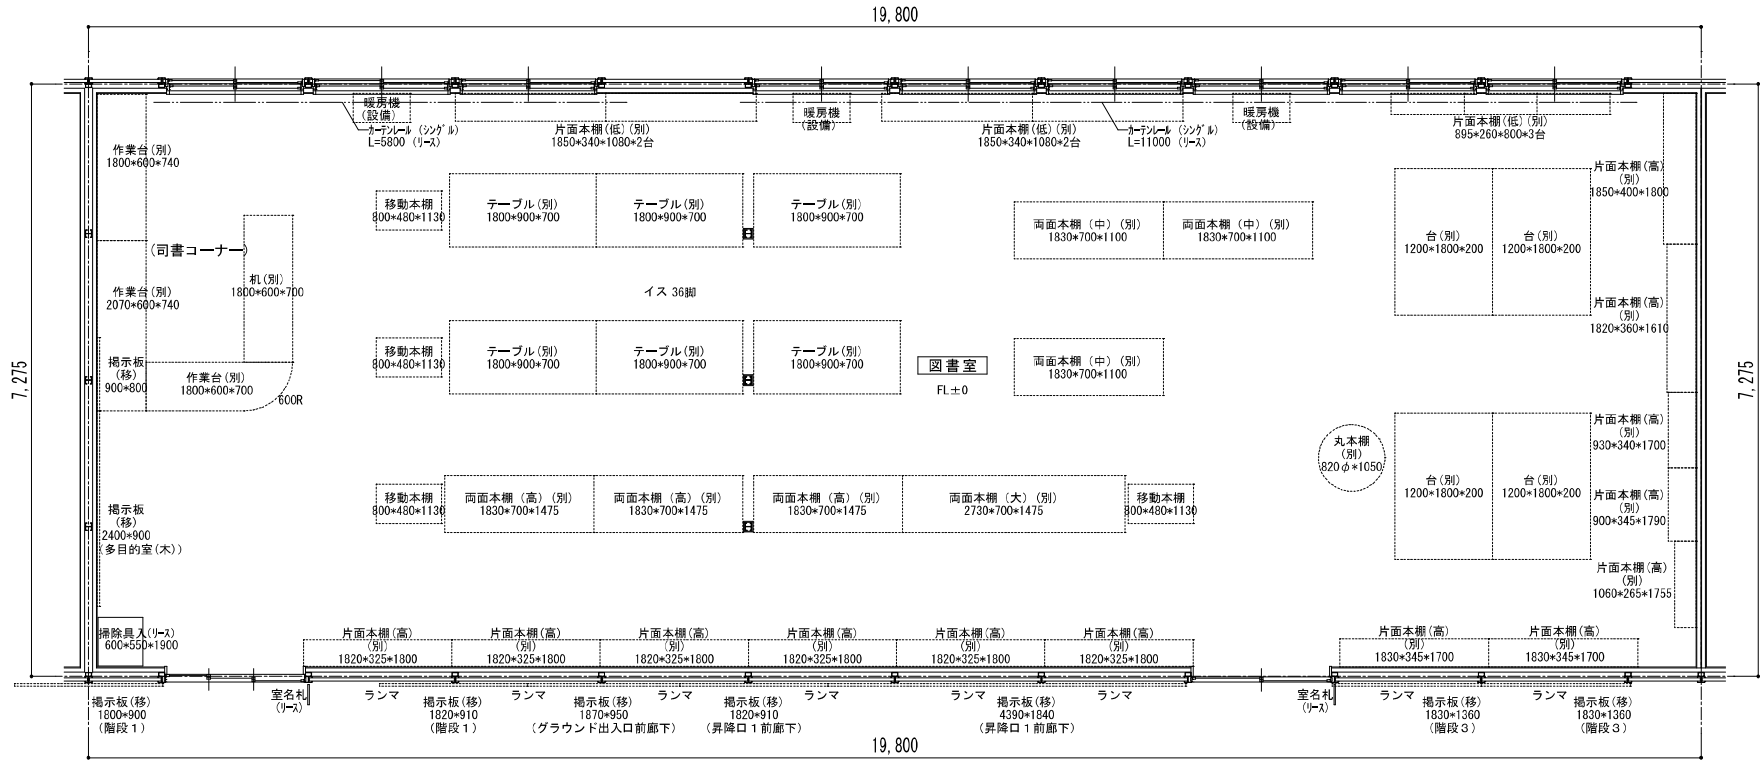 19,800
暖房機
(設備)
カーテンレール (シングル)
L=5800 (リース)
片面本棚(低)(別)
1850*340*1080*2台
暖房機
(設備)
片面本棚(低)(別)
1850*340*1080*2台
カーテンレール (シングル)
L=11000 (リース)
暖房機
(設備)
片面本棚(低)(別)
895*260*800*3台
作業台(別)
1800*600*740
移動本棚
800*480*1130
テーブル(別)
1800*900*700
テーブル(別)
1800*900*700
テーブル(別)
1800*900*700
両面本棚 (中) (別)
1830*700*1100
両面本棚 (中) (別)
1830*700*1100
台(別)
1200*1800*200
台(別)
1200*1800*200
片面本棚(高)
(別)
1850*400*1800
(司書コーナー)
机(別)
1800*600*700
作業台(別)
2070*600*740
イス 36脚
片面本棚(高)
(別)
1820*360*1610
7,275
掲示板
(移)
900*800
作業台(別)
1800*600*700
600R
移動本棚
800*480*1130
テーブル(別)
1800*900*700
テーブル(別)
1800*900*700
テーブル(別)
1800*900*700
図書室
FL±0
両面本棚 (中) (別)
1830*700*1100
7,275
丸本棚
(別)
820φ*1050
片面本棚(高)
(別)
930*340*1700
掲示板
(移)
2400*900
(多目的室(木))
移動本棚
800*480*1130
両面本棚 (高) (別)
1830*700*1475
両面本棚 (高) (別)
1830*700*1475
両面本棚 (高) (別)
1830*700*1475
両面本棚 (大) (別)
2730*700*1475
移動本棚
800*480*1130
台(別)
1200*1800*200
台(別)
1200*1800*200
片面本棚(高)
(別)
900*345*1790
片面本棚(高)
(別)
1060*265*1755
掃除具入(リース)
600*550*1900
片面本棚(高)
(別)
1820*325*1800
片面本棚(高)
(別)
1820*325*1800
片面本棚(高)
(別)
1820*325*1800
片面本棚(高)
(別)
1820*325*1800
片面本棚(高)
(別)
1820*325*1800
片面本棚(高)
(別)
1820*325*1800
片面本棚(高)
(別)
1830*345*1700
片面本棚(高)
(別)
1830*345*1700
掲示板(移)
1800*900
(階段1)
室名札
(リース)
ランマ
掲示板(移)
1820*910
(階段1)
ランマ
掲示板(移)
1870*950
(グラウンド出入口前廊下)
ランマ
掲示板(移)
1820*910
(昇降口1前廊下)
ランマ
ランマ
掲示板(移)
4390*1840
(昇降口1前廊下)
ランマ
室名札
(リース)
ランマ
掲示板(移)
1830*1360
(階段3)
ランマ
掲示板(移)
1830*1360
(階段3)
19,800